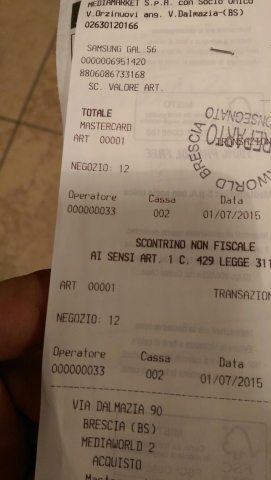 MEDIAMARKET S.P.A. con Socio Unico
V.Orzinuovi ang. V.Dalmazia-(BS)
02630120166
SAMSUNG GAL S6
0000006951420
8806086733168
SC. VALORE ART.
TOTALE
MASTERCARD
ART 00001
CONSEGNATO
REPARTO
WORLD BRESCIA
NEGOZIO: 12
Operatore Cassa Data
000000033 002 01/07/2015
SCONTRINO NON FISCALE
AI SENSI ART. 1 C. 429 LEGGE 311
ART 00001 TRANSAZION
NEGOZIO: 12
Operatore Cassa Data
000000033 002 01/07/2015
VIA DALMAZIA 90
BRESCIA (BS)
MEDIAWORLD 2
ACQUISTO